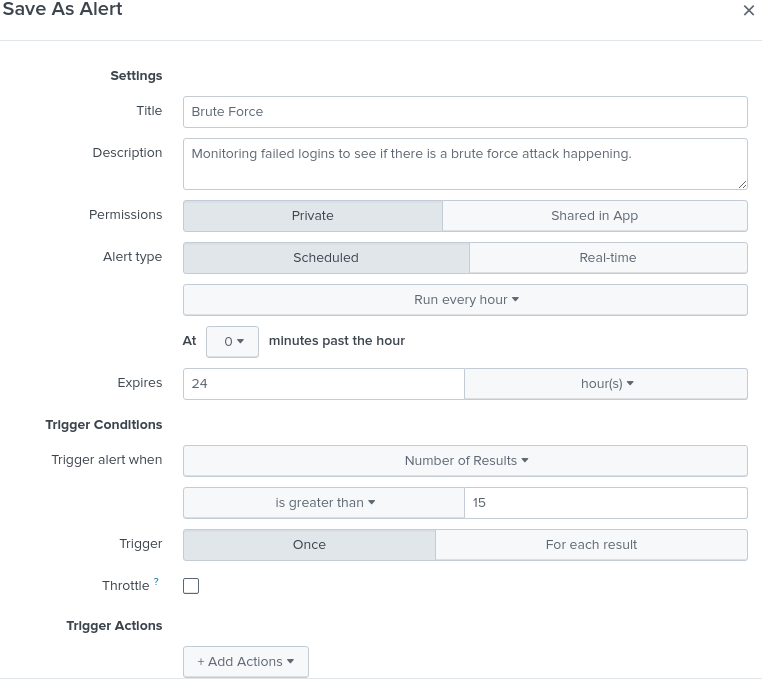 Save As Alert ×
Settings
Title Brute Force
Description Monitoring failed logins to see if there is a brute force attack happening.
Permissions Private Shared in App
Alert type Scheduled Real-time
Run every hour ▾
At 0 ▾ minutes past the hour
Expires 24 hour(s) ▾
Trigger Conditions
Trigger alert when Number of Results ▾
is greater than ▾ 15
Trigger Once For each result
Throttle ?
Trigger Actions
+ Add Actions ▾